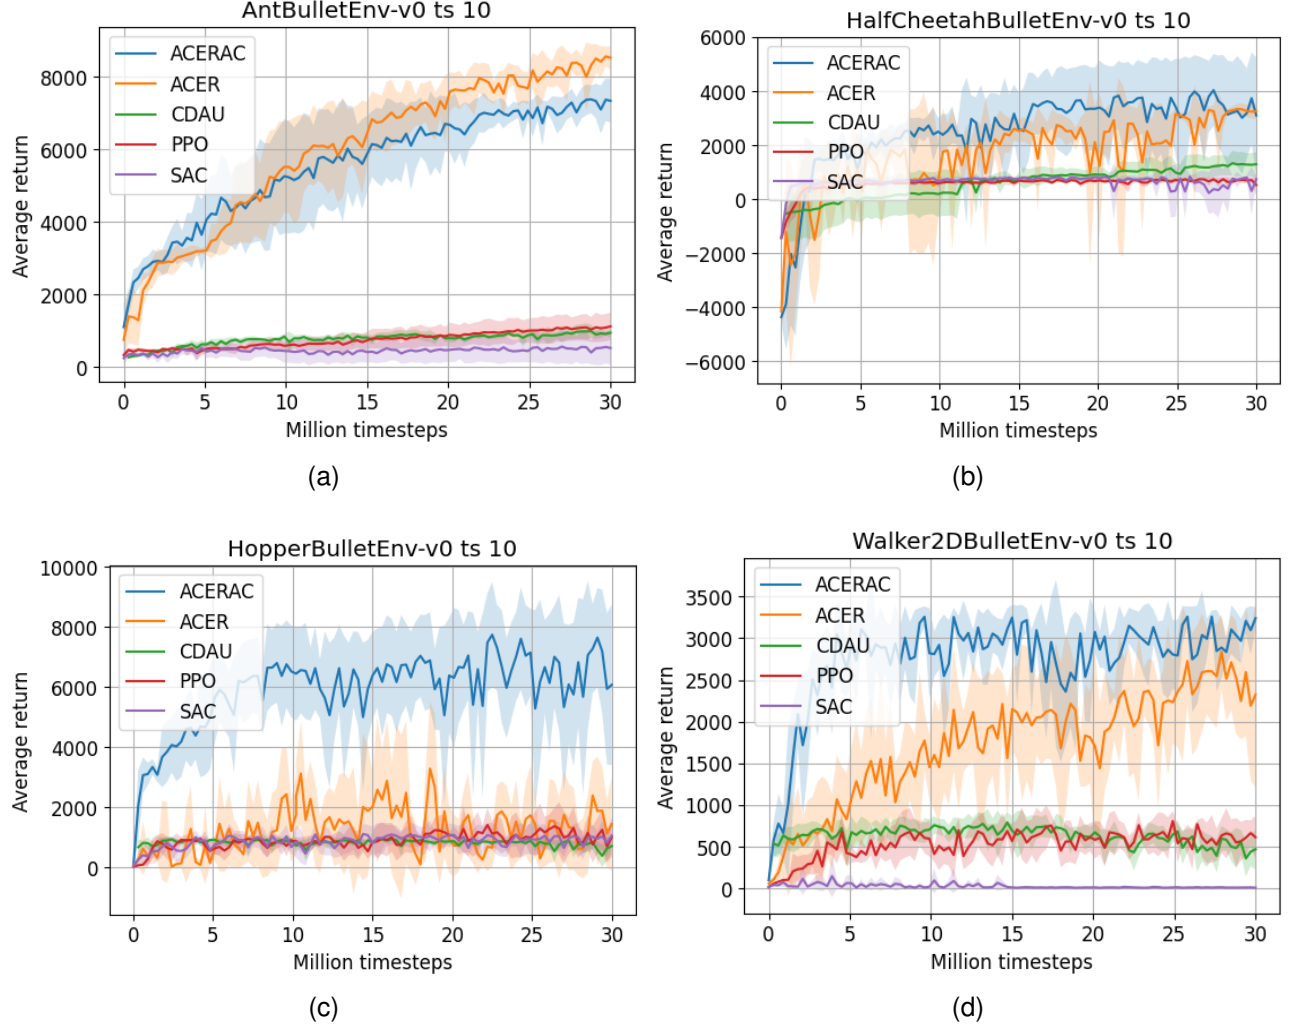 AntBulletEnv-v0 ts 10
ACERAC
ACER
CDAU
PPO
SAC
Average return
8000
6000
4000
2000
0
0 5 10 15 20 25 30
Million timesteps
(a)
HalfCheetahBulletEnv-v0 ts 10
ACERAC
ACER
CDAU
PPO
SAC
Average return
6000
4000
2000
0
−2000
−4000
−6000
0 5 10 15 20 25 30
Million timesteps
(b)
HopperBulletEnv-v0 ts 10
ACERAC
ACER
CDAU
PPO
SAC
Average return
10000
8000
6000
4000
2000
0
0 5 10 15 20 25 30
Million timesteps
(c)
Walker2DBulletEnv-v0 ts 10
ACERAC
ACER
CDAU
PPO
SAC
Average return
3500
3000
2500
2000
1500
1000
500
0
0 5 10 15 20 25 30
Million timesteps
(d)